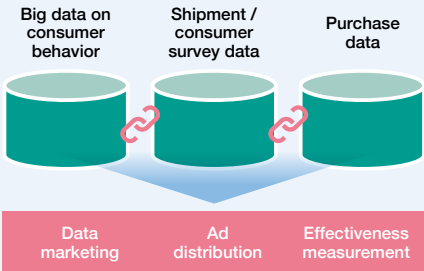 Big data on
consumer
behavior
Shipment /
consumer
survey data
Purchase
data
Data
marketing
Ad
distribution
Effectiveness
measurement